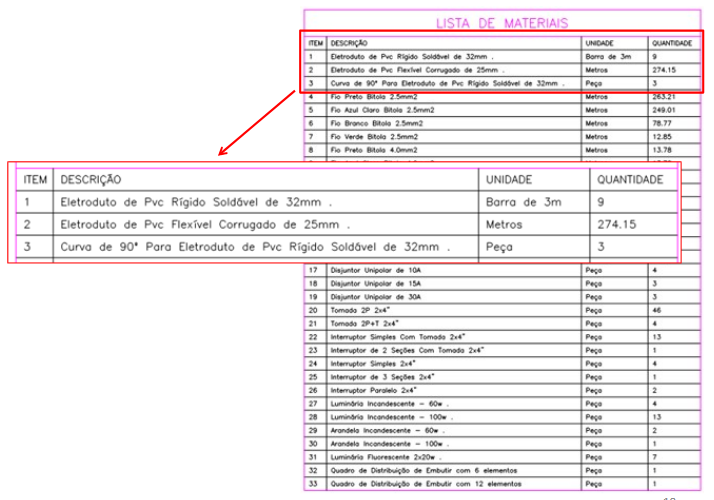 LISTA DE MATERIAIS
ITEM DESCRIÇÃO UNIDADE QUANTIDADE
1 Eletroduto de Pvc Rígido Soldável de 32mm . Barra de 3m 9
2 Eletroduto de Pvc Flexível Corrugado de 25mm . Metros 274.15
3 Curva de 90° Para Eletroduto de Pvc Rígido Soldável de 32mm . Peça 3
4 Fio Preto Bitola 2.5mm2 Metros 263.21
5 Fio Azul Claro Bitola 2.5mm2 Metros 249.01
6 Fio Branco Bitola 2.5mm2 Metros 78.77
7 Fio Verde Bitola 2.5mm2 Metros 12.85
8 Fio Preto Bitola 4.0mm2 Metros 13.78
ITEM DESCRIÇÃO UNIDADE QUANTIDADE
1 Eletroduto de Pvc Rígido Soldável de 32mm . Barra de 3m 9
2 Eletroduto de Pvc Flexível Corrugado de 25mm . Metros 274.15
3 Curva de 90° Para Eletroduto de Pvc Rígido Soldável de 32mm . Peça 3
17 Disjuntor Unipolar de 10A Peça 4
18 Disjuntor Unipolar de 15A Peça 3
19 Disjuntor Unipolar de 30A Peça 3
20 Tomada 2P 2x4" Peça 46
21 Tomada 2P+T 2x4" Peça 4
22 Interruptor Simples Com Tomada 2x4" Peça 13
23 Interruptor de 2 Seções Com Tomada 2x4" Peça 1
24 Interruptor Simples 2x4" Peça 4
25 Interruptor de 3 Seções 2x4" Peça 1
26 Interruptor Paralelo 2x4" Peça 2
27 Luminária Incandescente – 60w . Peça 4
28 Luminária Incandescente – 100w . Peça 13
29 Arandela Incandescente – 60w . Peça 2
30 Arandela Incandescente – 100w . Peça 1
31 Luminária Fluorescente 2x20w . Peça 7
32 Quadro de Distribuição de Embutir com 6 elementos Peça 1
33 Quadro de Distribuição de Embutir com 12 elementos Peça 1